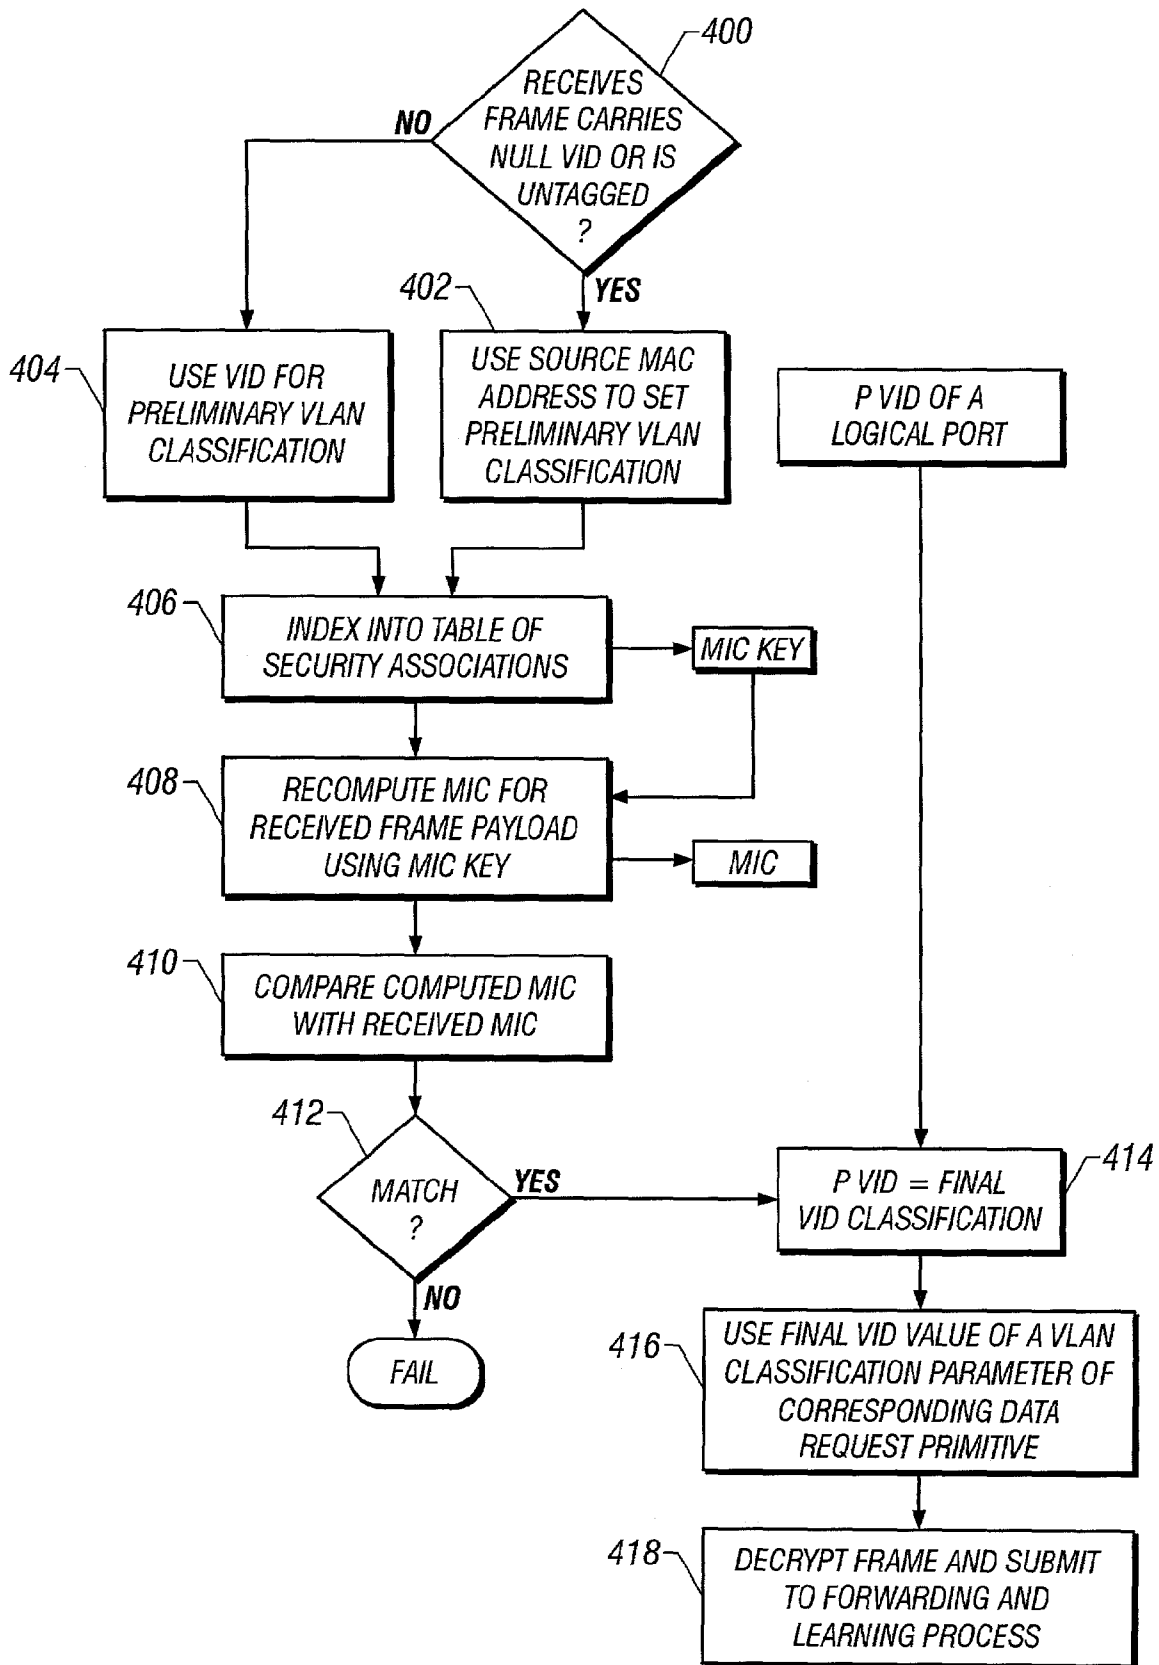 400
RECEIVES
FRAME CARRIES
NULL VID OR IS
UNTAGGED
?
NO
YES
402
404
USE VID FOR
PRELIMINARY VLAN
CLASSIFICATION
USE SOURCE MAC
ADDRESS TO SET
PRELIMINARY VLAN
CLASSIFICATION
P VID OF A
LOGICAL PORT
406
INDEX INTO TABLE OF
SECURITY ASSOCIATIONS
MIC KEY
408
RECOMPUTE MIC FOR
RECEIVED FRAME PAYLOAD
USING MIC KEY
MIC
410
COMPARE COMPUTED MIC
WITH RECEIVED MIC
412
MATCH
?
YES
NO
FAIL
414
P VID = FINAL
VID CLASSIFICATION
416
USE FINAL VID VALUE OF A VLAN
CLASSIFICATION PARAMETER OF
CORRESPONDING DATA
REQUEST PRIMITIVE
418
DECRYPT FRAME AND SUBMIT
TO FORWARDING AND
LEARNING PROCESS